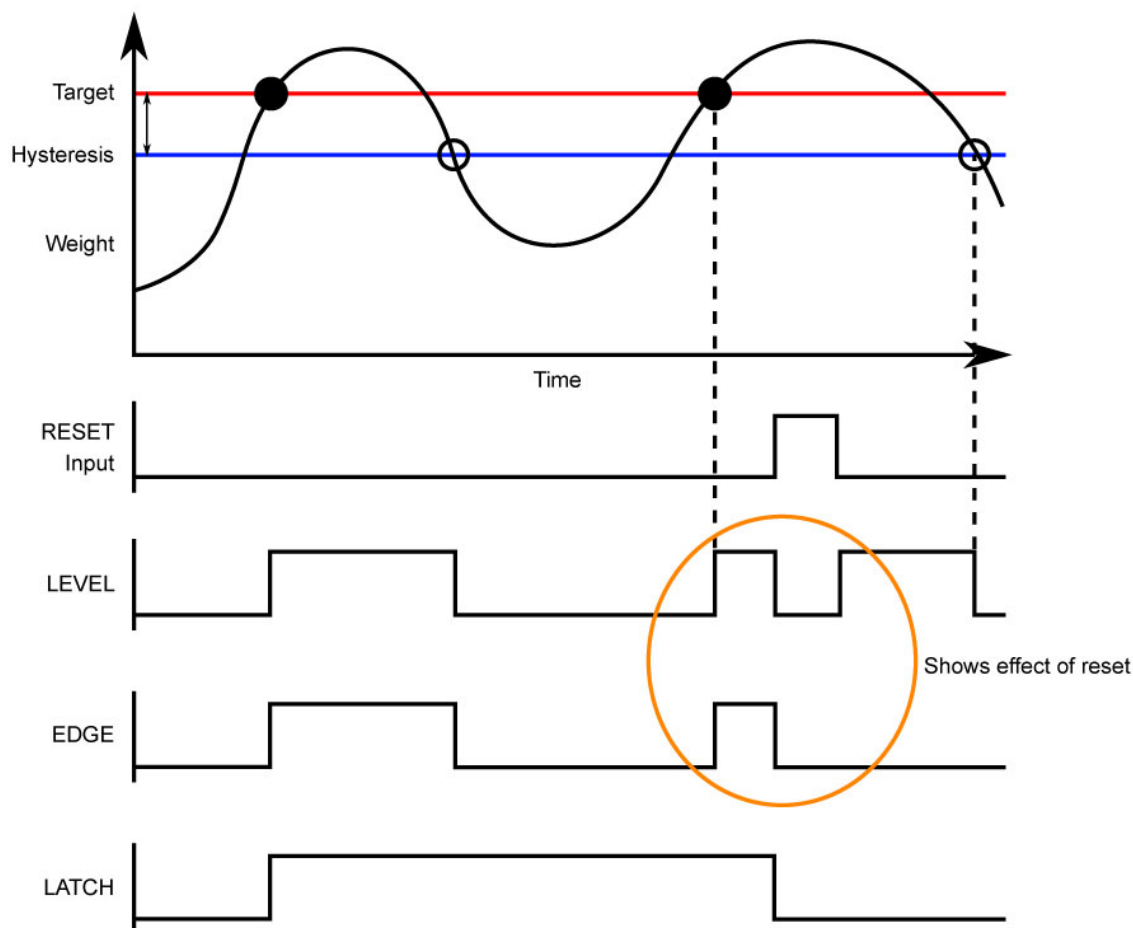 Target
Hysteresis
Weight
Time
RESET
Input
LEVEL
Shows effect of reset
EDGE
LATCH